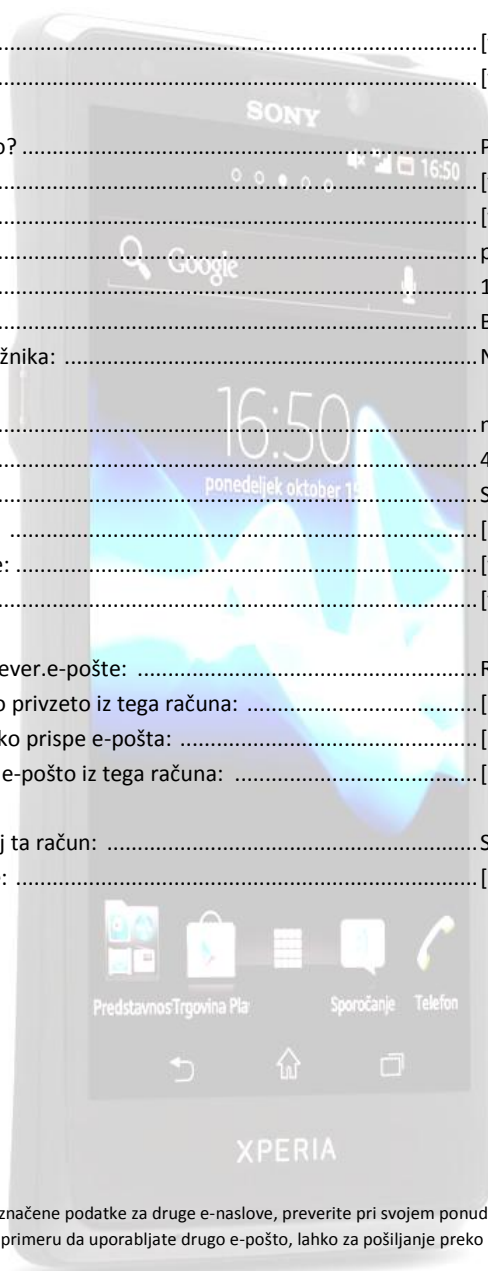 [
[
SONY
o? P
16:50
[
[
p
Google
1
B
žnika: N
n
16:50
4
ponedeljek oktober 15
S
[
e: [
[
ever.e-pošte: R
o privzeto iz tega računa: [
ko prispe e-pošta: [
e-pošto iz tega računa: [
j ta račun: S
e: [
Predstavnos Trgovina Pla Sporočanje Telefon
XPERIA
značene podatke za druge e-naslove, preverite pri svojem ponud
primeru da uporabljate drugo e-pošto, lahko za pošiljanje preko